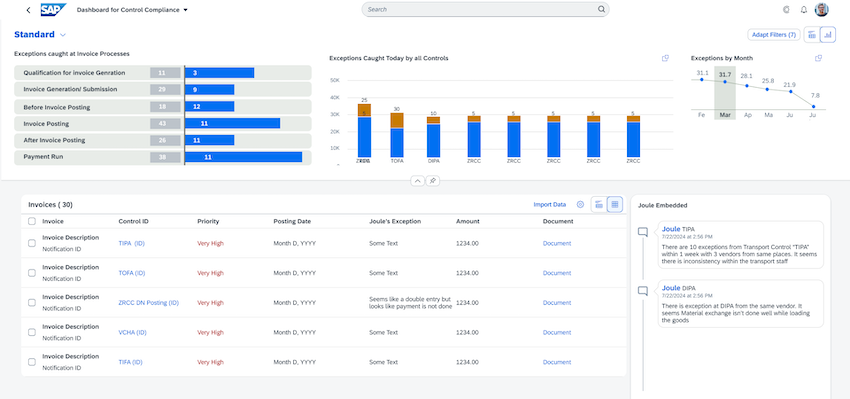 SAP Dashboard for Control Compliance
Search
Standard
Adapt Filters (7)
Exceptions caught at Invoice Processes
Qualification for invoice Genration 11 3
Invoice Generation/ Submission 29 9
Before Invoice Posting 18 12
Invoice Posting 43 11
After Invoice Posting 26 11
Payment Run 38 11
Exceptions Caught Today by all Controls
50K
40K
30K
20K
10K
25 30 10 5 5 5 5 5
TOFA DIPA ZRCC ZRCC ZRCC ZRCC ZRCC
Exceptions by Month
31.1 31.7 28.1 25.8 21.9 7.8
Fe Mar Ap Ma Ju Ju
Invoices ( 30)
Import Data
Invoice Control ID Priority Posting Date Joule's Exception Amount Document
Invoice Description
Notification ID
TIPA (ID) Very High Month D, YYYY Some Text 1234.00 Document
Invoice Description
Notification ID
TOFA (ID) Very High Month D, YYYY Some Text 1234.00 Document
Invoice Description
Notification ID
ZRCC DN Posting (ID) Very High Month D, YYYY
Seems like a double entry but
looks like payment is not done
1234.00 Document
Invoice Description
Notification ID
VCHA (ID) Very High Month D, YYYY Some Text 1234.00 Document
Invoice Description
Notification ID
TIFA (ID) Very High Month D, YYYY Some Text 1234.00 Document
Joule Embedded
Joule TIPA
7/22/2024 at 2:56 PM
There are 10 exceptions from Transport Control "TIPA"
within 1 week with 3 vendors from same places. It seems
there is inconsistency within the transport staff
Joule DIPA
7/22/2024 at 2:56 PM
There is exception at DIPA from the same vendor. It
seems Material exchange isn't done well while loading
the goods